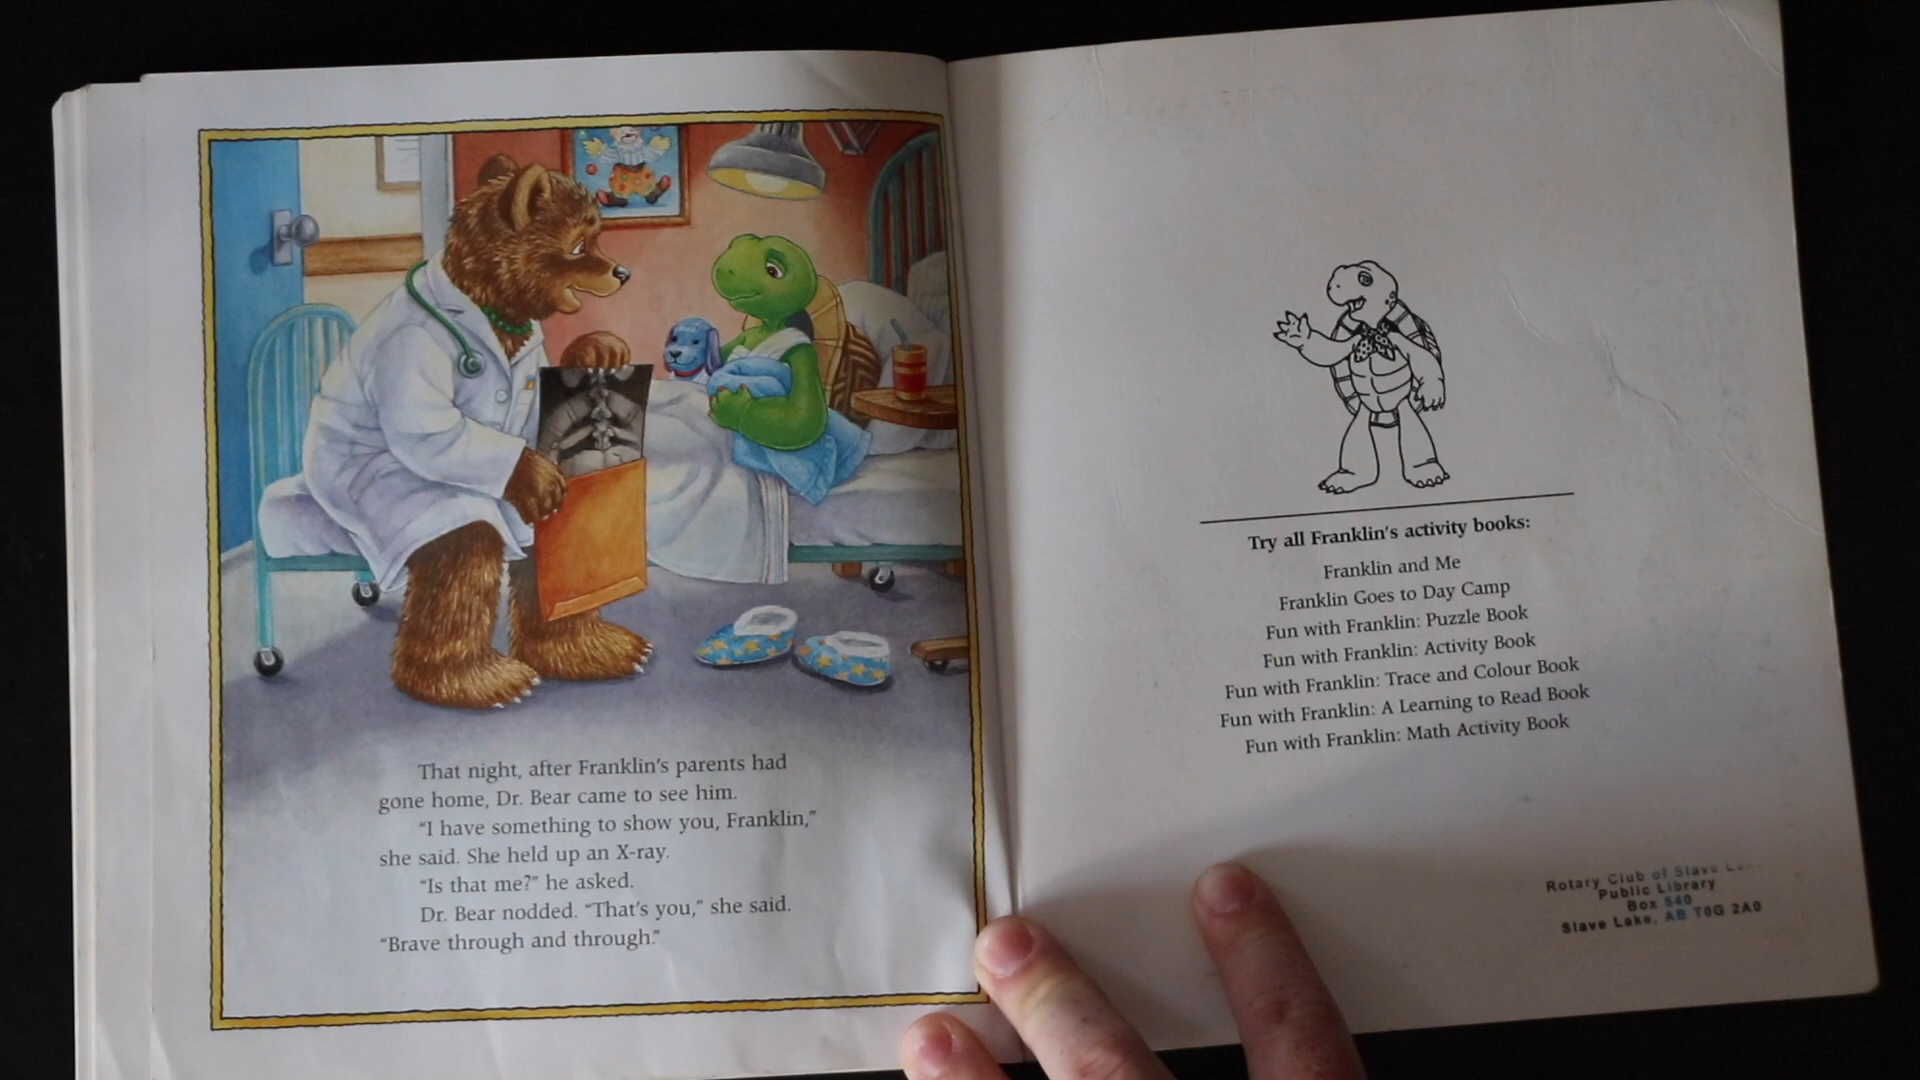 That night, after Franklin's parents had
gone home, Dr. Bear came to see him.
"I have something to show you, Franklin,"
she said. She held up an X-ray.
"Is that me?" he asked.
Dr. Bear nodded. "That's you," she said.
"Brave through and through."
Try all Franklin's activity books:
Franklin and Me
Franklin Goes to Day Camp
Fun with Franklin: Puzzle Book
Fun with Franklin: Activity Book
Fun with Franklin: Trace and Colour Book
Fun with Franklin: A Learning to Read Book
Fun with Franklin: Math Activity Book
Rotary Club of Slave
Public Library
Box 540
Slave Lake, AB T0G 2A0